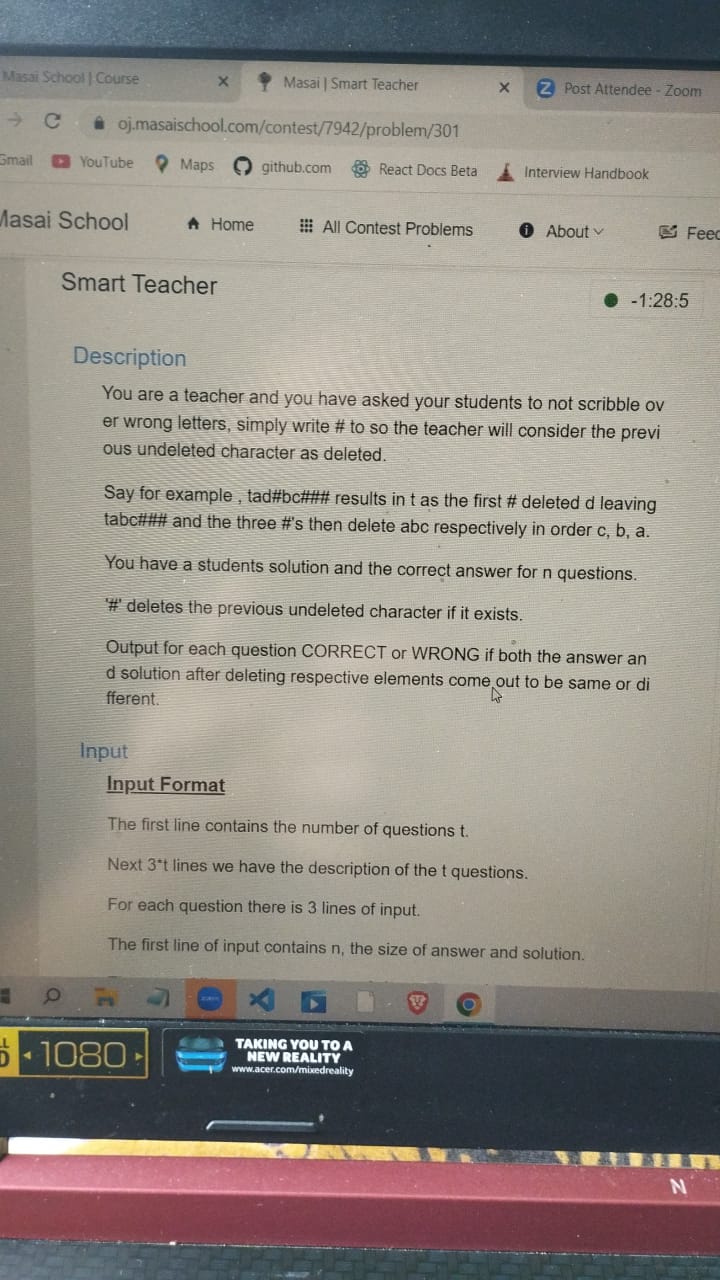 Masai School | Course
Masai | Smart Teacher
Post Attendee - Zoom
oj.masaischool.com/contest/7942/problem/301
Gmail YouTube Maps github.com React Docs Beta Interview Handbook
Masai School Home All Contest Problems About Feec
Smart Teacher
-1:28:5
Description
You are a teacher and you have asked your students to not scribble ov
er wrong letters, simply write # to so the teacher will consider the previ
ous undeleted character as deleted.
Say for example , tad#bc### results in t as the first # deleted d leaving
tabc### and the three #'s then delete abc respectively in order c, b, a.
You have a students solution and the correct answer for n questions.
'#' deletes the previous undeleted character if it exists.
Output for each question CORRECT or WRONG if both the answer an
d solution after deleting respective elements come out to be same or di
fferent.
Input
Input Format
The first line contains the number of questions t.
Next 3*t lines we have the description of the t questions.
For each question there is 3 lines of input.
The first line of input contains n, the size of answer and solution.
zoom
1080
TAKING YOU TO A
NEW REALITY
www.acer.com/mixedreality
N